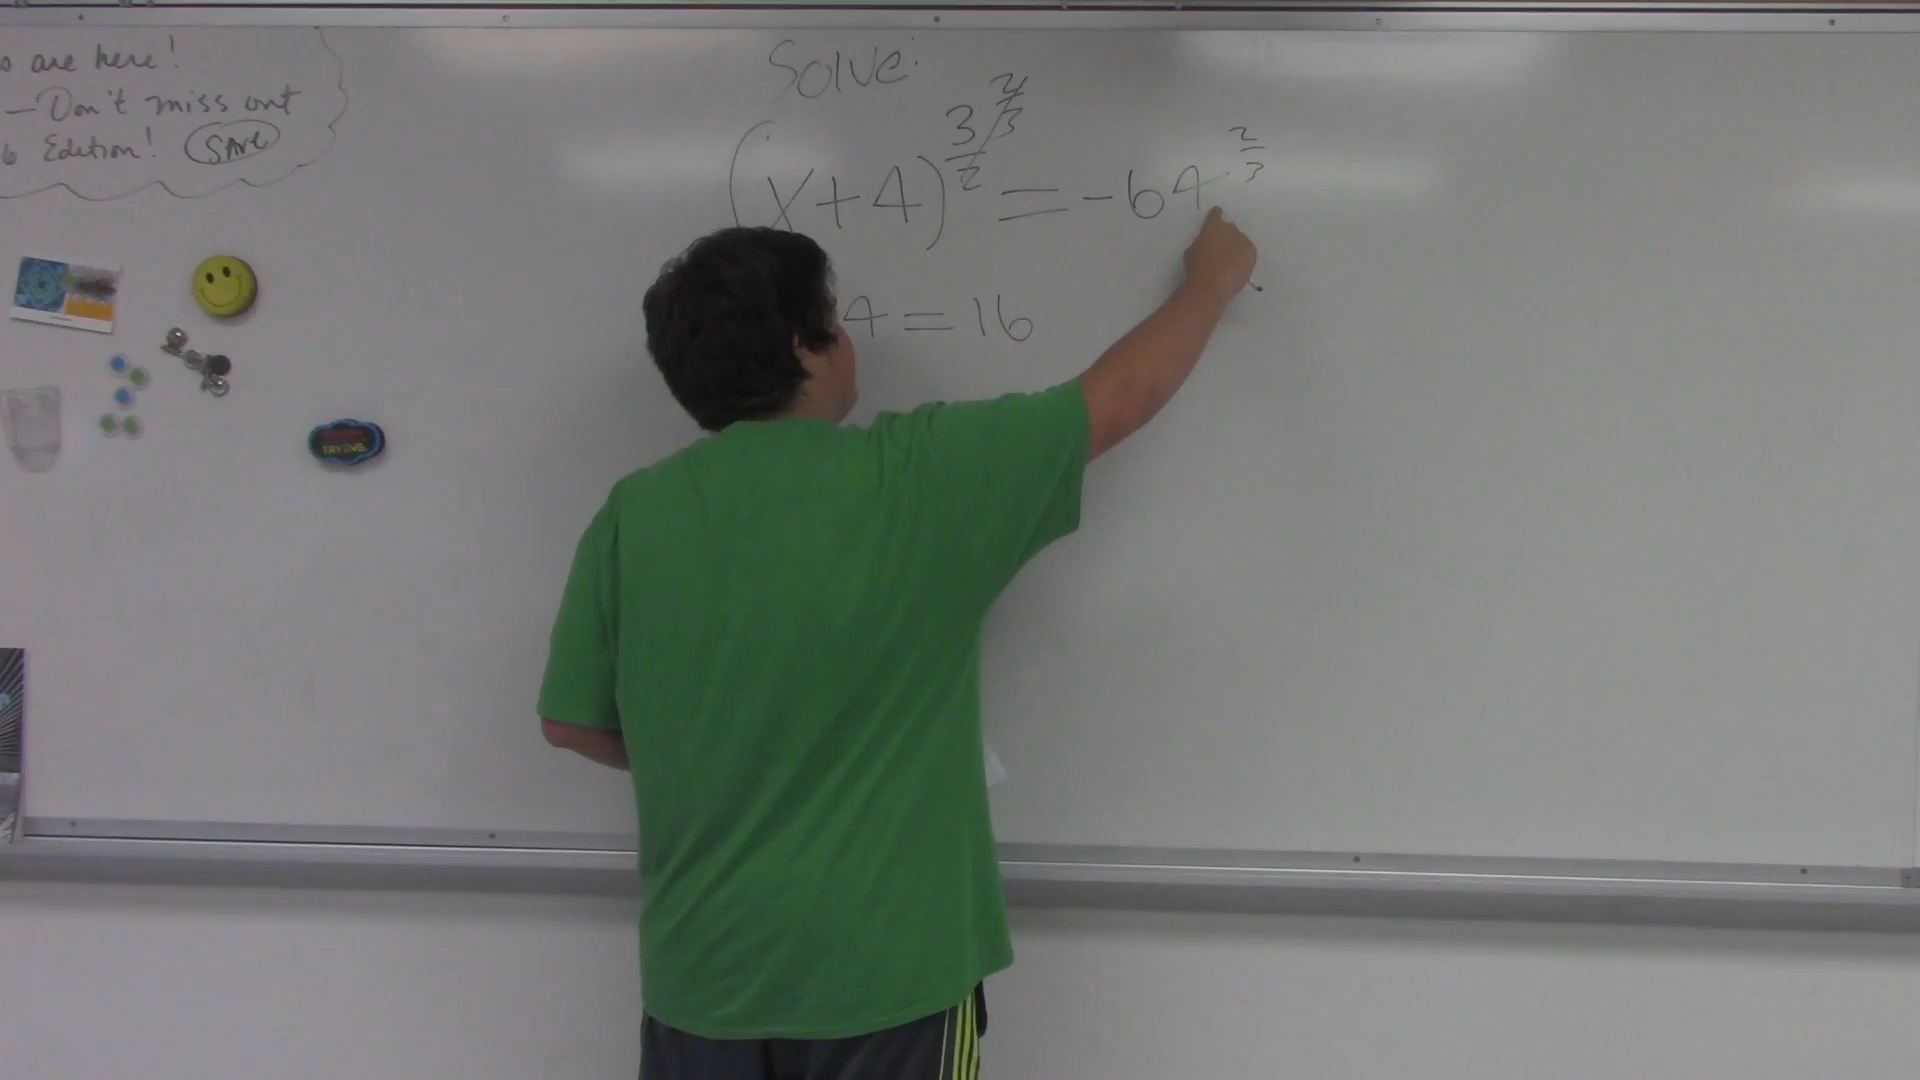 are here!
— Don't miss out
6 Edition! SAVE
Solve:
(x+4)^(3/2)^(2/3) = -64^(2/3)
4 = 16
TRYING.